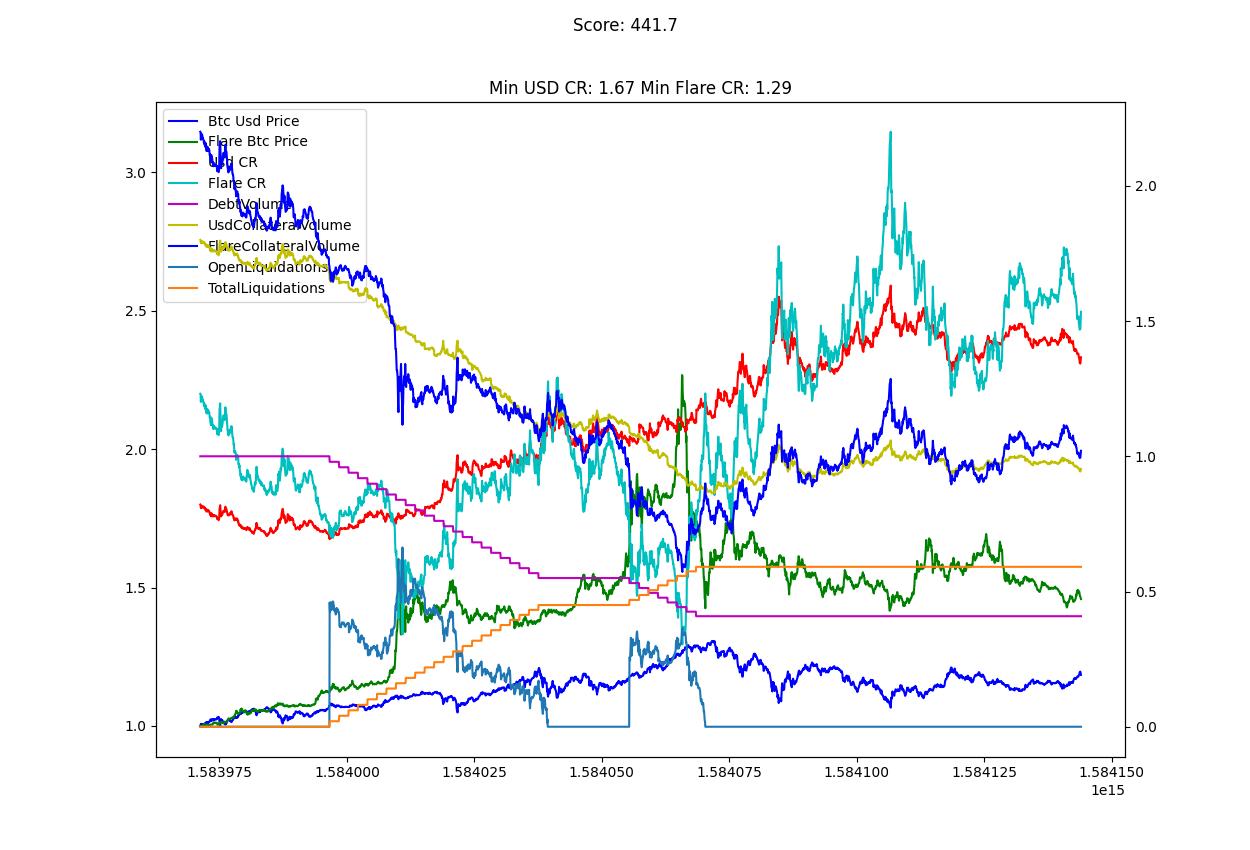 Score: 441.7
Min USD CR: 1.67 Min Flare CR: 1.29
Btc Usd Price
Flare Btc Price
Usd CR
Flare CR
DebtVolume
UsdCollateralVolume
FlareCollateralVolume
OpenLiquidations
TotalLiquidations
3.0
2.5
2.0
1.5
1.0
2.0
1.5
1.0
0.5
0.0
1.583975
1.584000
1.584025
1.584050
1.584075
1.584100
1.584125
1.584150
1e15